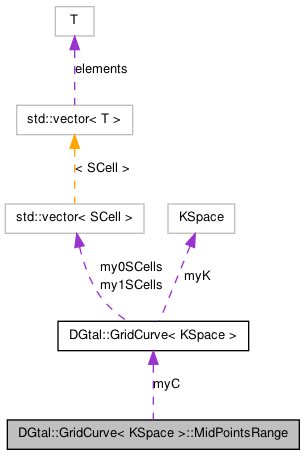 T
elements
std::vector< T >
< SCell >
std::vector< SCell >
KSpace
my0SCells
my1SCells
myK
DGtal::GridCurve< KSpace >
myC
DGtal::GridCurve< KSpace >::MidPointsRange